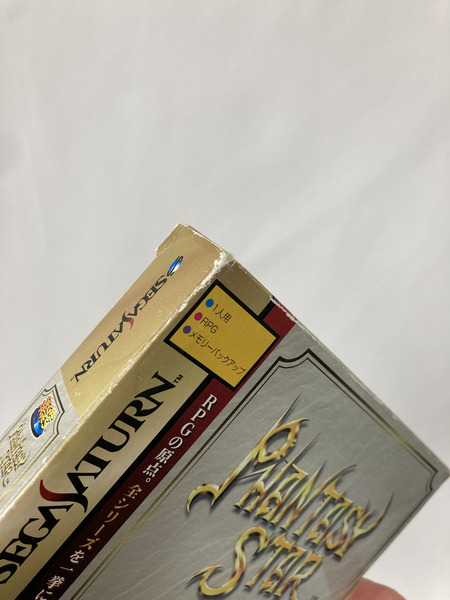 SEGA SATURN
●1人用
●RPG
●メモリーバックアップ
SEGA SATURN™
RPGの原点。全シリーズを一挙に
PHANTASY
STAR